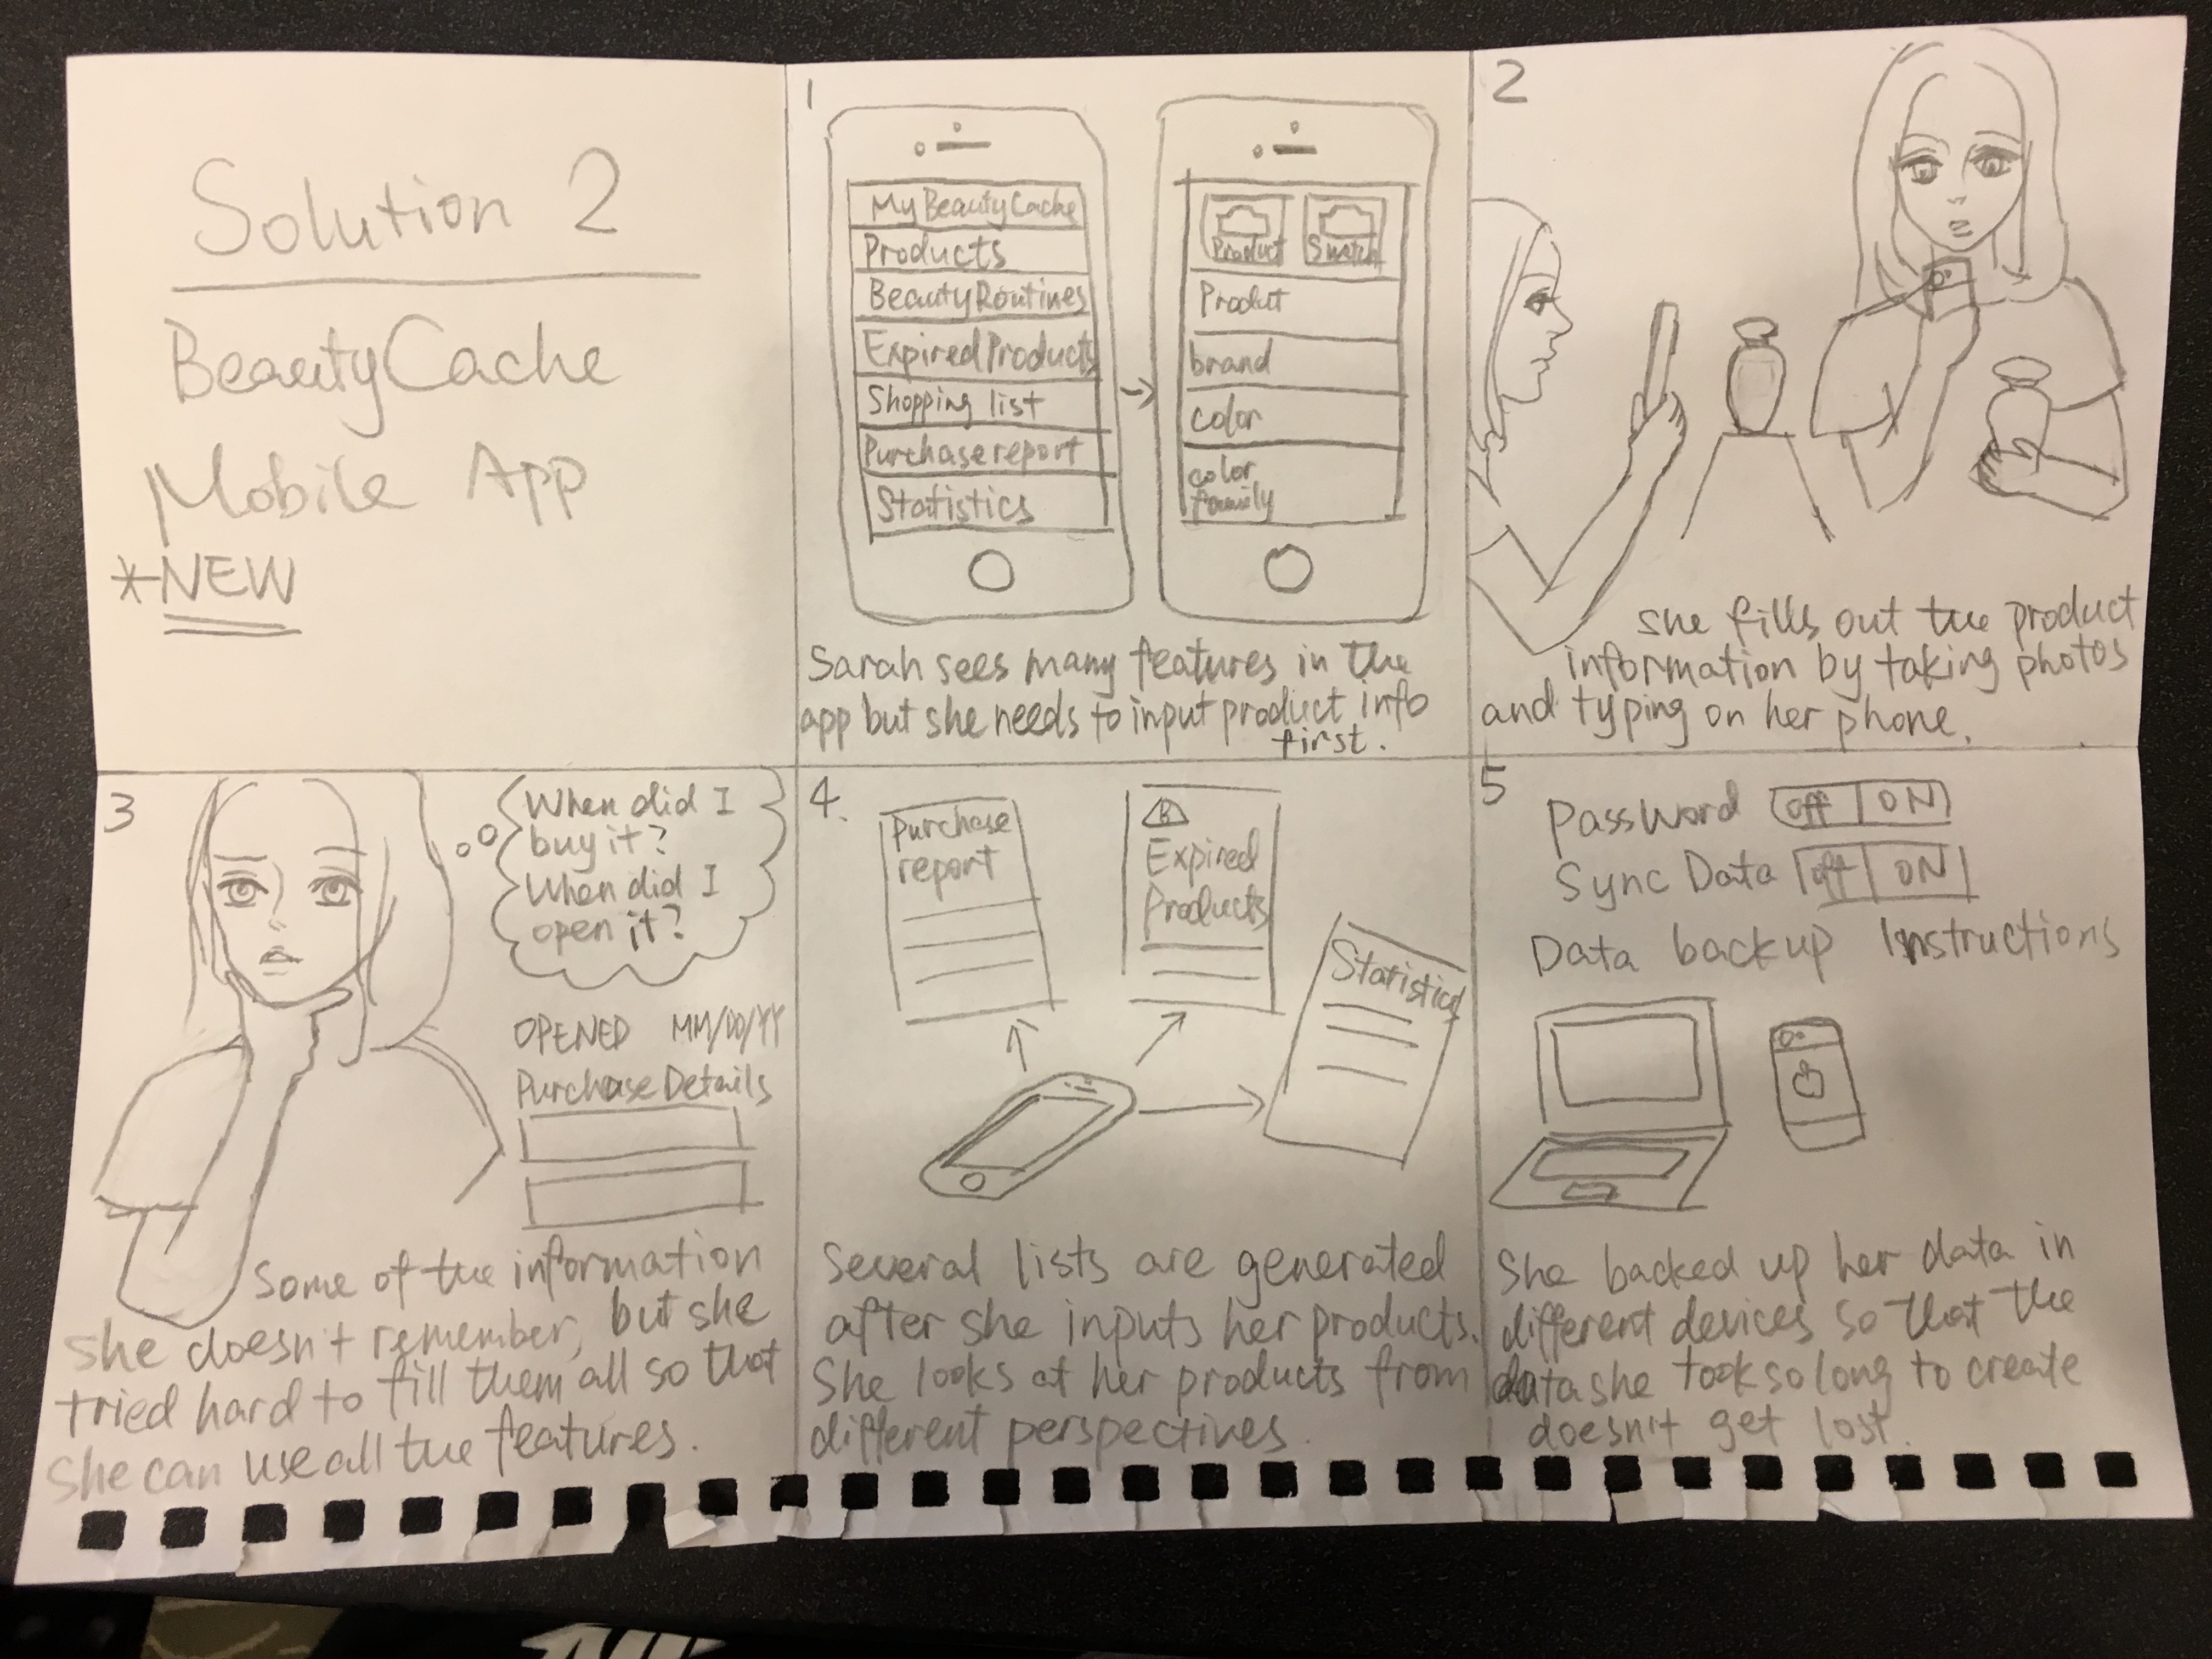 Solution 2
BeautyCache
Mobile App
*NEW
1
My BeautyCache
Products
BeautyRoutines
ExpiredProducts
Shopping list
Purchase report
Statistics
Product
Swatch
Produt
brand
color
color
family
Sarah sees many features in the
app but she needs to input product info
first.
2
she fills out the product
information by taking photos
and typing on her phone.
3
When did I
buy it?
When did I
open it?
OPENED MM/DD/YY
Purchase Details
Some of the information
she doesn't remember, but she
tried hard to fill them all so that
she can use all the features.
4.
Purchase
report
Expired
Products
Statistics
Several lists are generated
after she inputs her products.
She looks at her products from
different perspectives.
5
Password off ON
Sync Data off ON
Data backup Instructions
She backed up her data in
different devices so that the
data she took so long to create
doesn't get lost.